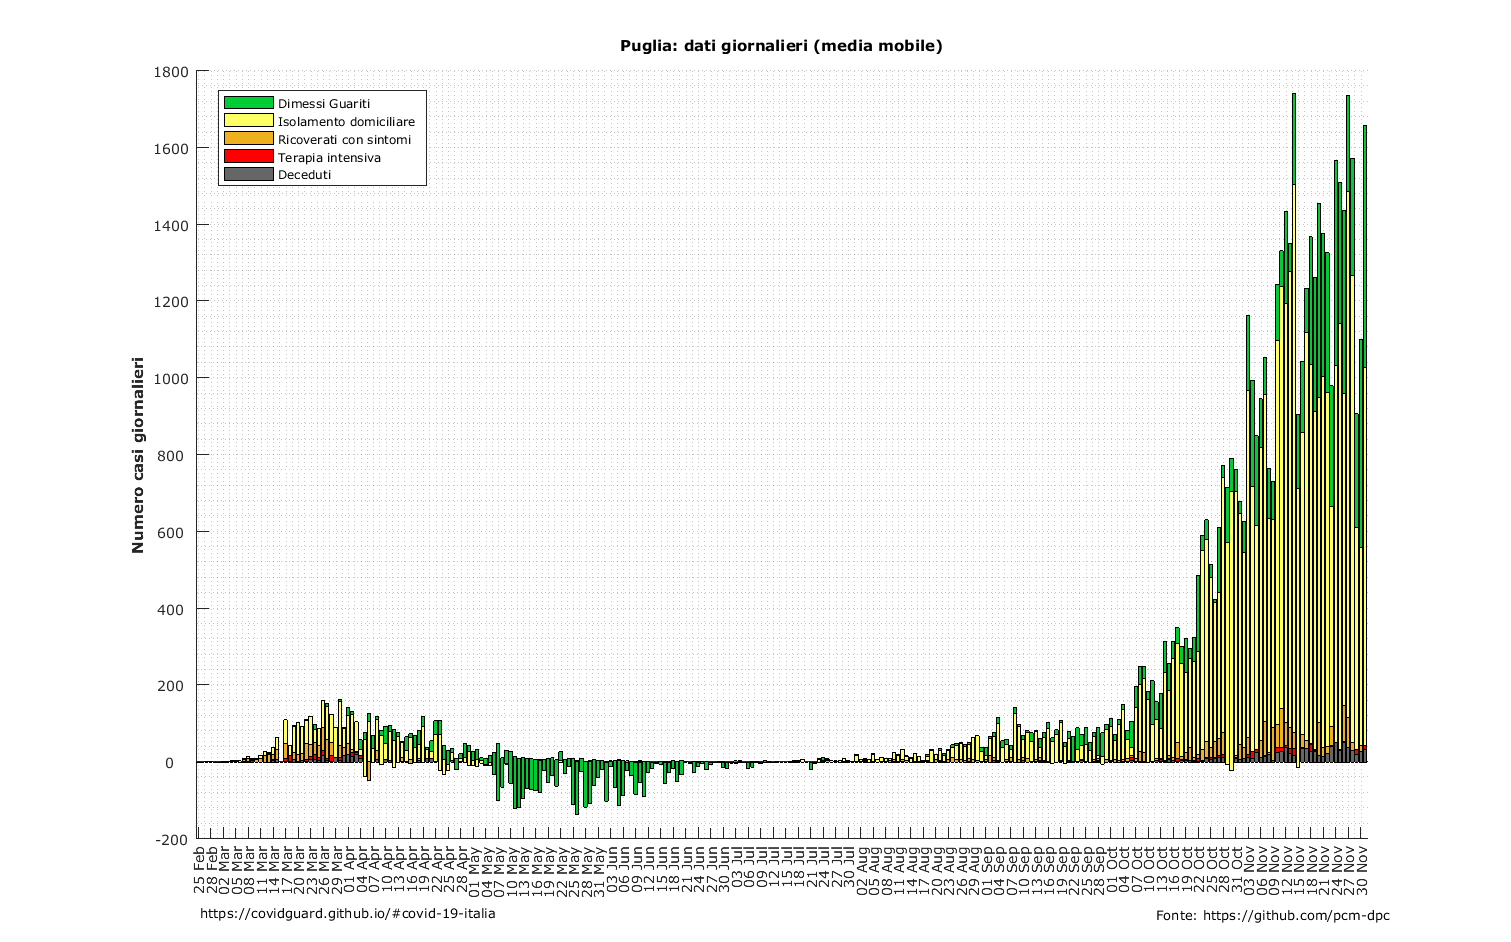 Puglia: dati giornalieri (media mobile)
Numero casi giornalieri
1800
1600
1400
1200
1000
800
600
400
200
0
-200
Dimessi Guariti
Isolamento domiciliare
Ricoverati con sintomi
Terapia intensiva
Deceduti
25 Feb
28 Feb
02 Mar
05 Mar
08 Mar
11 Mar
14 Mar
17 Mar
20 Mar
23 Mar
26 Mar
29 Mar
01 Apr
04 Apr
07 Apr
10 Apr
13 Apr
16 Apr
19 Apr
22 Apr
25 Apr
28 Apr
01 May
04 May
07 May
10 May
13 May
16 May
19 May
22 May
25 May
28 May
31 May
03 Jun
06 Jun
09 Jun
12 Jun
15 Jun
18 Jun
21 Jun
24 Jun
27 Jun
30 Jun
03 Jul
06 Jul
09 Jul
12 Jul
15 Jul
18 Jul
21 Jul
24 Jul
27 Jul
30 Jul
02 Aug
05 Aug
08 Aug
11 Aug
14 Aug
17 Aug
20 Aug
23 Aug
26 Aug
29 Aug
01 Sep
04 Sep
07 Sep
10 Sep
13 Sep
16 Sep
19 Sep
22 Sep
25 Sep
28 Sep
01 Oct
04 Oct
07 Oct
10 Oct
13 Oct
16 Oct
19 Oct
22 Oct
25 Oct
28 Oct
31 Oct
03 Nov
06 Nov
09 Nov
12 Nov
15 Nov
18 Nov
21 Nov
24 Nov
27 Nov
30 Nov
https://covidguard.github.io/#covid-19-italia
Fonte: https://github.com/pcm-dpc